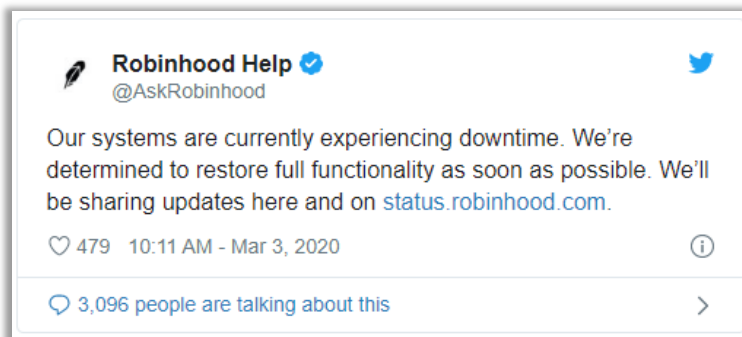 Robinhood Help
@AskRobinhood
Our systems are currently experiencing downtime. We’re
determined to restore full functionality as soon as possible. We’ll
be sharing updates here and on status.robinhood.com.
479 10:11 AM - Mar 3, 2020
3,096 people are talking about this